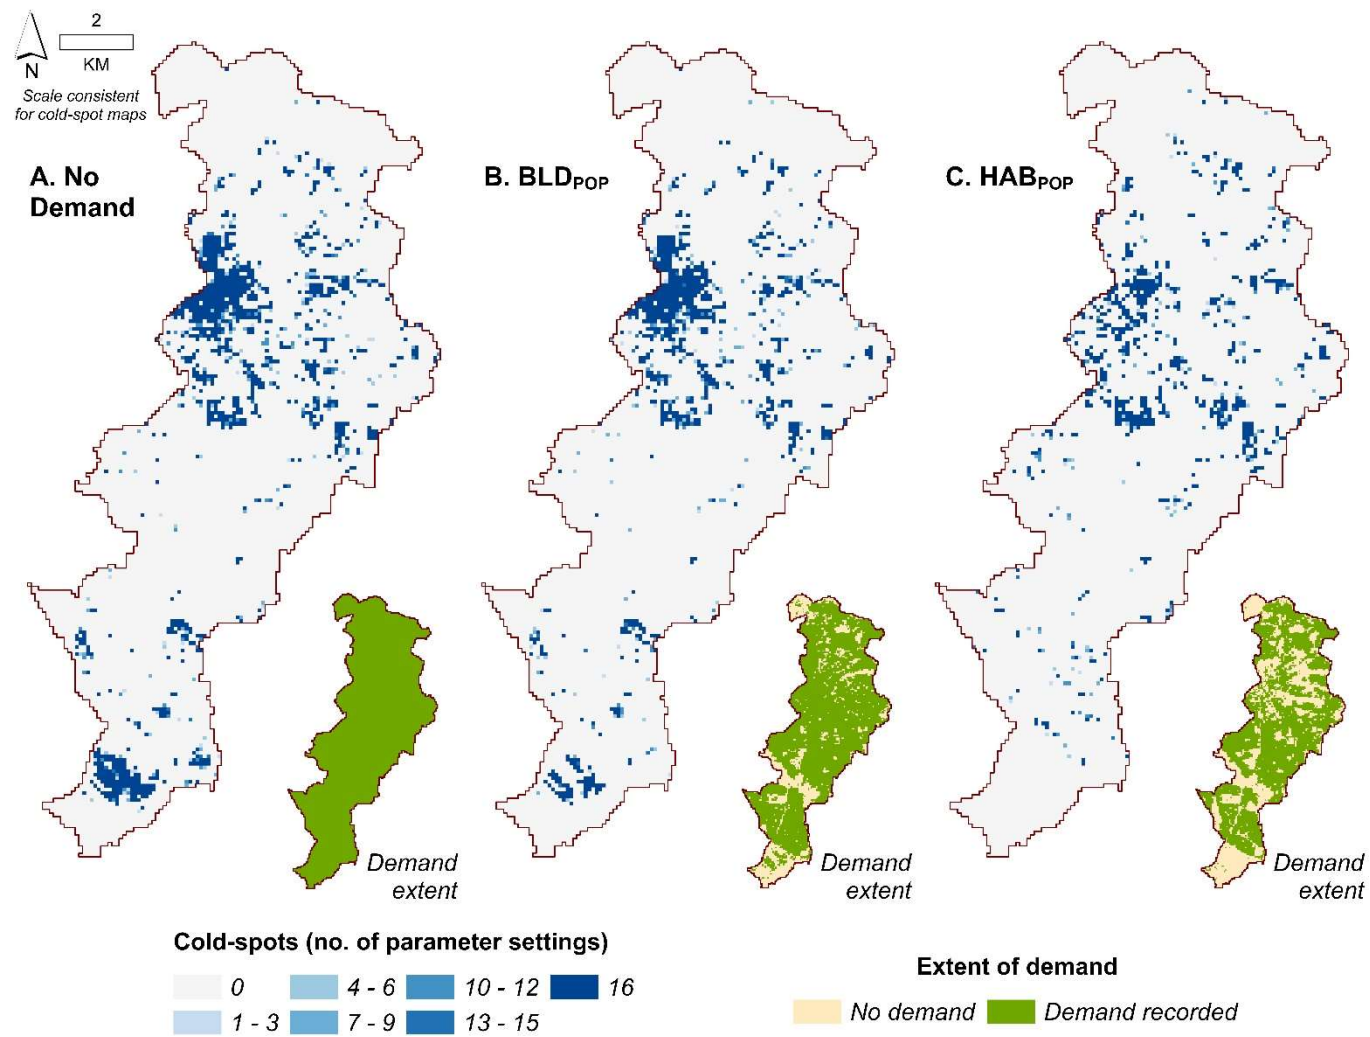 2
KM
N
Scale consistent
for cold-spot maps
A. No
Demand
B. BLDPOP
C. HABPOP
Demand
extent
Demand
extent
Demand
extent
Cold-spots (no. of parameter settings)
0
4 - 6
10 - 12
16
1 - 3
7 - 9
13 - 15
Extent of demand
No demand
Demand recorded